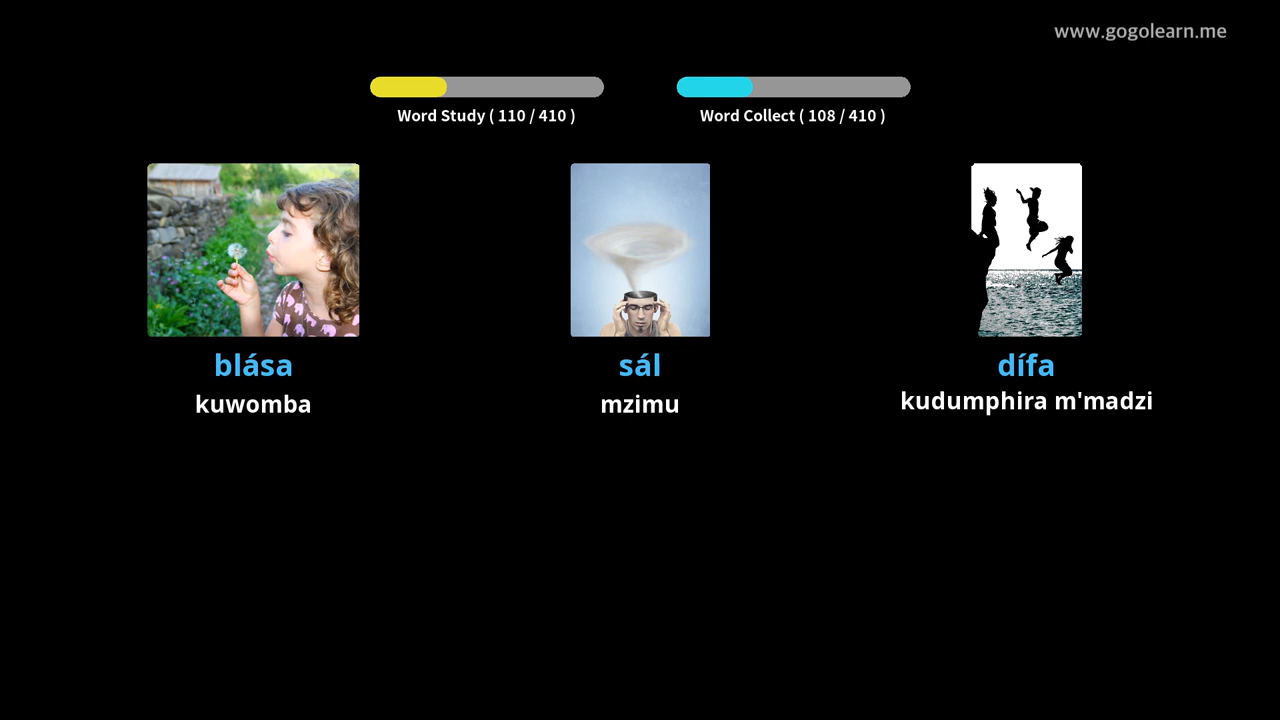 www.gogolearn.me
Word Study ( 110 / 410 )
Word Collect ( 108 / 410 )
blása
kuwomba
sál
mzimu
dífa
kudumphira m'madzi